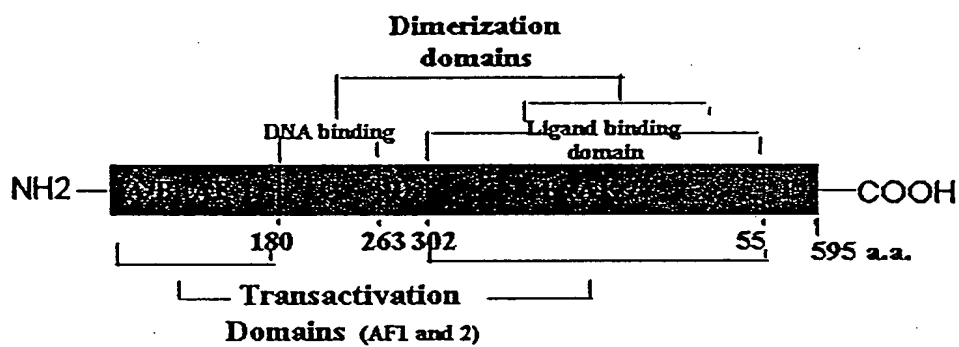 Dimerization
domains
DNA binding
Ligand binding
domain
NH2
COOH
180
263
302
55
595 a.a.
Transactivation
Domains (AF1 and 2)